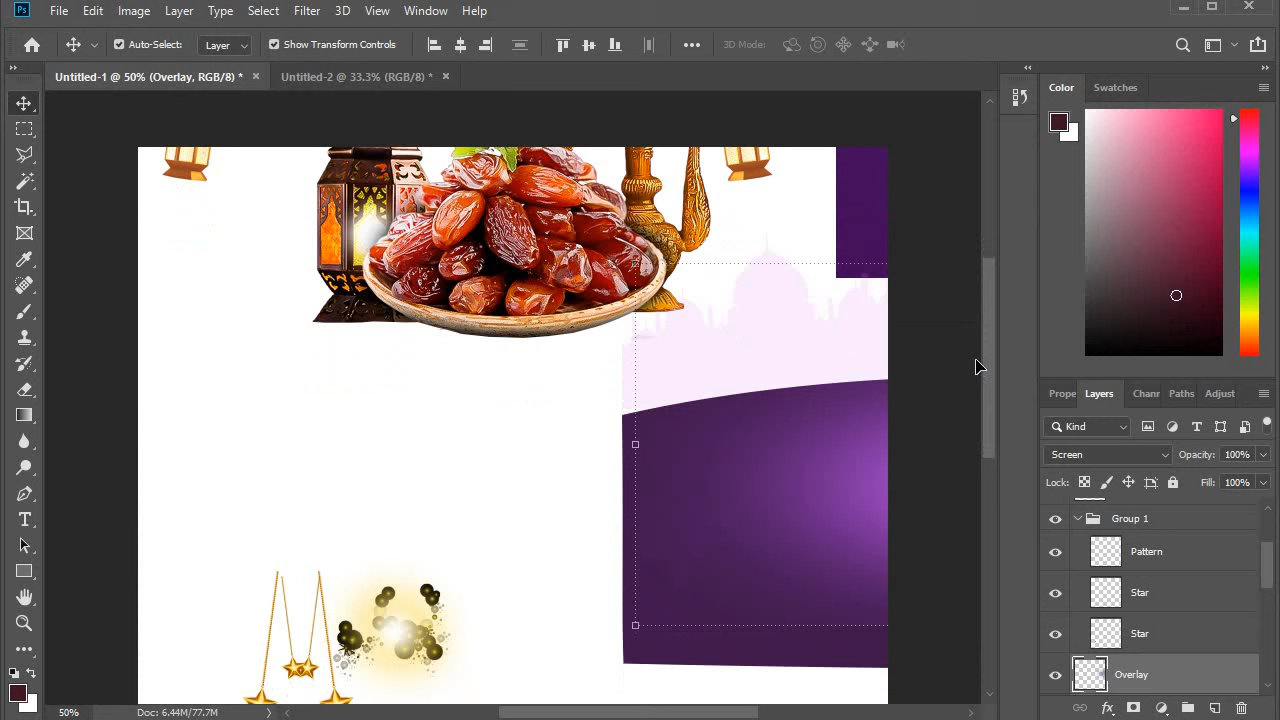 Ps File Edit Image Layer Type Select Filter 3D View Window Help
Auto-Select: Layer Show Transform Controls 3D Mode:
Untitled-1 @ 50% (Overlay, RGB/8) * Untitled-2 @ 33.3% (RGB/8) *
Color Swatches
Prope Layers Chann Paths Adjust
Kind
Screen Opacity: 100%
Lock: Fill: 100%
Group 1
Pattern
Star
Star
Overlay
50% Doc: 6.44M/77.7M